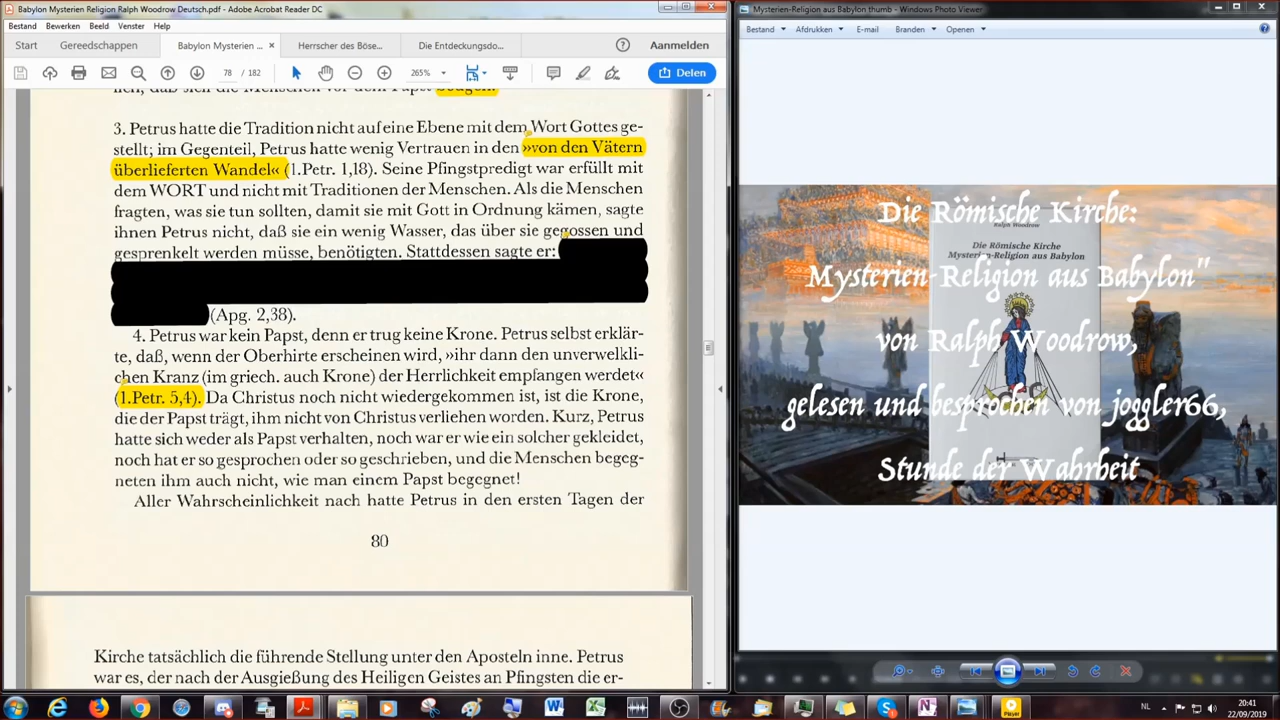 Babylon Mysterien Religion Ralph Woodrow Deutsch.pdf - Adobe Acrobat Reader DC
Bestand Bewerken Beeld Venster Help
Start Gereedschappen Babylon Mysterien ... × Herrscher des Böse... Die Entdeckungsdo... Anmelden
78 / 182 265% Delen
3. Petrus hatte die Tradition nicht auf eine Ebene mit dem Wort Gottes ge-
stellt; im Gegenteil, Petrus hatte wenig Vertrauen in den »von den Vätern
überlieferten Wandel« (1.Petr. 1,18). Seine Pfingstpredigt war erfüllt mit
dem WORT und nicht mit Traditionen der Menschen. Als die Menschen
fragten, was sie tun sollten, damit sie mit Gott in Ordnung kämen, sagte
ihnen Petrus nicht, daß sie ein wenig Wasser, das über sie gegossen und
gesprenkelt werden müsse, benötigten. Stattdessen sagte er:
(Apg. 2,38).
4. Petrus war kein Papst, denn er trug keine Krone. Petrus selbst erklär-
te, daß, wenn der Oberhirte erscheinen wird, »ihr dann den unverwelkli-
chen Kranz (im griech. auch Krone) der Herrlichkeit empfangen werdet«
(1.Petr. 5,4). Da Christus noch nicht wiedergekommen ist, ist die Krone,
die der Papst trägt, ihm nicht von Christus verliehen worden. Kurz, Petrus
hatte sich weder als Papst verhalten, noch war er wie ein solcher gekleidet,
noch hat er so gesprochen oder so geschrieben, und die Menschen begeg-
neten ihm auch nicht, wie man einem Papst begegnet!
Aller Wahrscheinlichkeit nach hatte Petrus in den ersten Tagen der
80
Kirche tatsächlich die führende Stellung unter den Aposteln inne. Petrus
war es, der nach der Ausgießung des Heiligen Geistes an Pfingsten die er-
Mysterien-Religion aus Babylon thumb - Windows Photo Viewer
Bestand Afdrukken E-mail Branden Openen
Die Römische Kirche:
Ralph Woodrow
Die Römische Kirche
Mysterien-Religion aus Babylon
Mysterien-Religion aus Babylon"
von Ralph Woodrow,
gelesen und besprochen von joggler66,
Stunde der Wahrheit
NL 20:41
22/09/2019